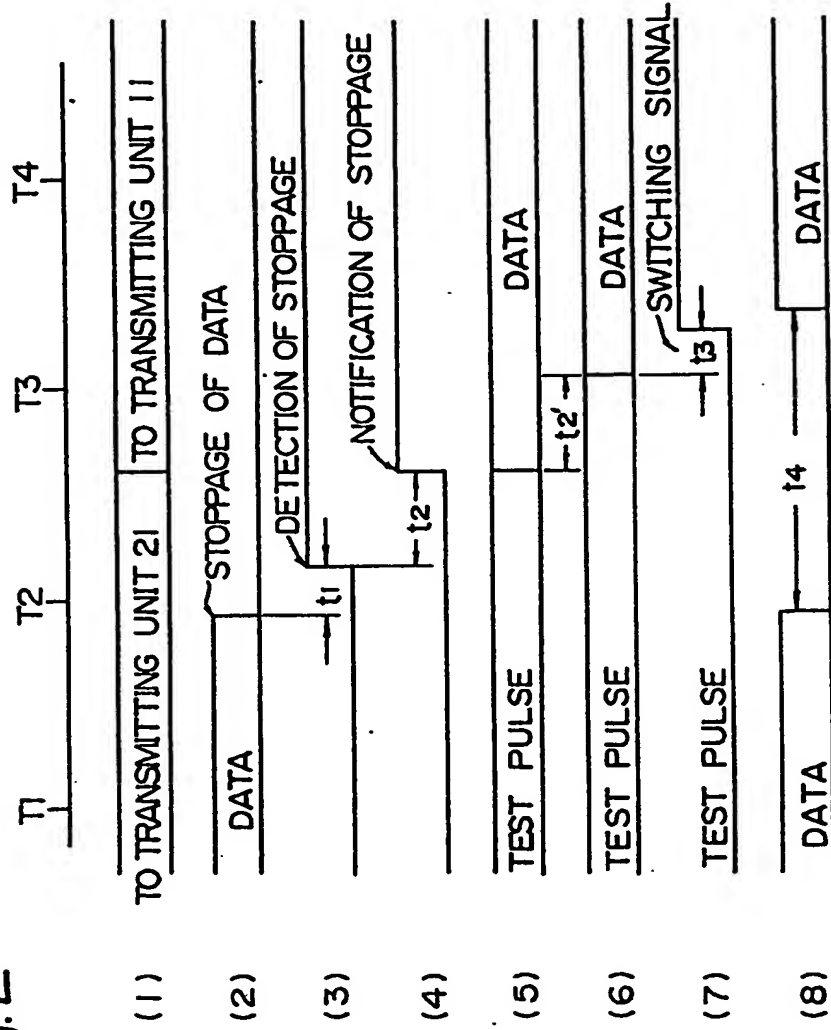 T1 T2 T3 T4
(1) TO TRANSMITTING UNIT 21 TO TRANSMITTING UNIT 11
STOPPAGE OF DATA
(2) DATA
DETECTION OF STOPPAGE
(3) t1
NOTIFICATION OF STOPPAGE
(4) t2
(5) TEST PULSE DATA
t2'
(6) TEST PULSE DATA
SWITCHING SIGNAL
(7) TEST PULSE t3
t4
(8) DATA DATA